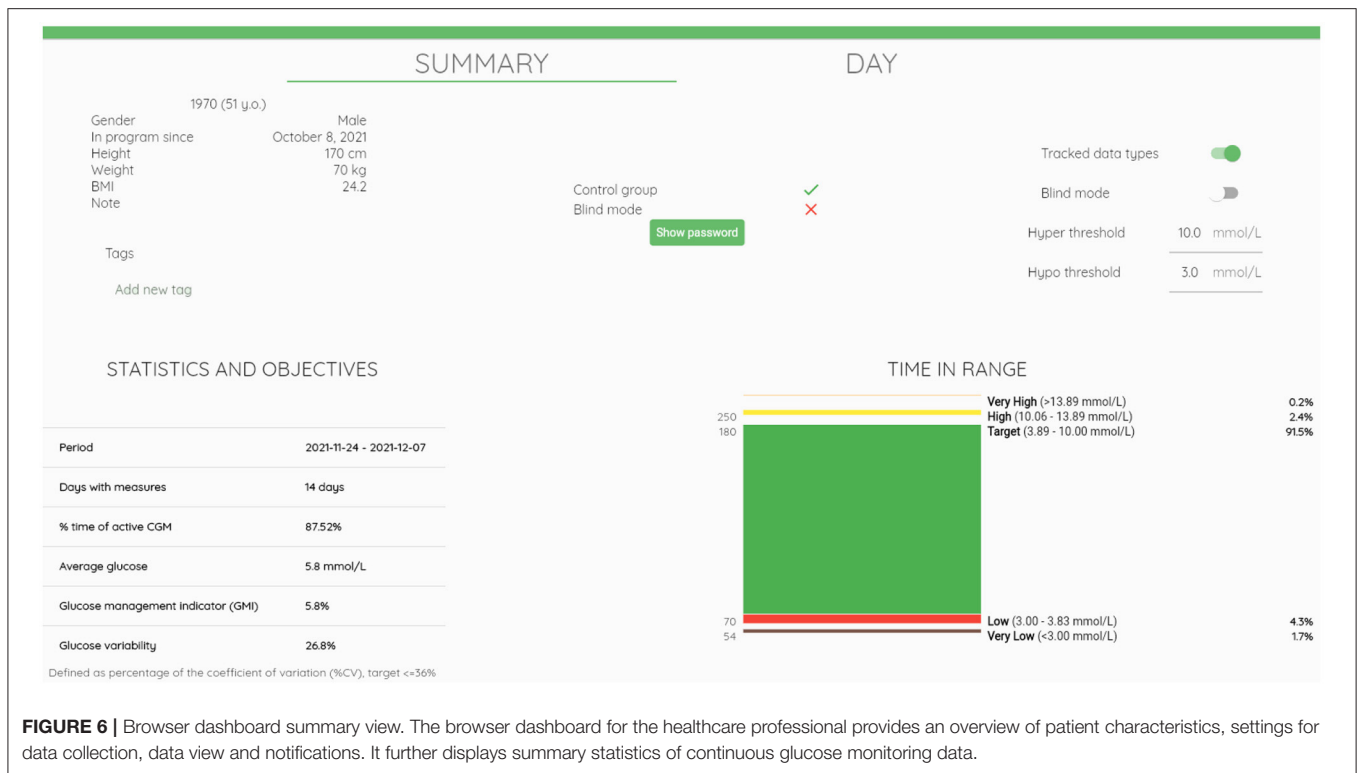 SUMMARY DAY
1970 (51 y.o.)
Gender Male
In program since October 8, 2021
Height 170 cm
Weight 70 kg
BMI 24.2
Note
Tags
Add new tag
Control group
Blind mode
Show password
Tracked data types
Blind mode
Hyper threshold 10.0 mmol/L
Hypo threshold 3.0 mmol/L
STATISTICS AND OBJECTIVES
Period 2021-11-24 - 2021-12-07
Days with measures 14 days
% time of active CGM 87.52%
Average glucose 5.8 mmol/L
Glucose management indicator (GMI) 5.8%
Glucose variability 26.8%
Defined as percentage of the coefficient of variation (%CV), target <=36%
TIME IN RANGE
Very High (>13.89 mmol/L) 0.2%
250 High (10.06 - 13.89 mmol/L) 2.4%
180 Target (3.89 - 10.00 mmol/L) 91.5%
70 Low (3.00 - 3.83 mmol/L) 4.3%
54 Very Low (<3.00 mmol/L) 1.7%
FIGURE 6 | Browser dashboard summary view. The browser dashboard for the healthcare professional provides an overview of patient characteristics, settings for
data collection, data view and notifications. It further displays summary statistics of continuous glucose monitoring data.